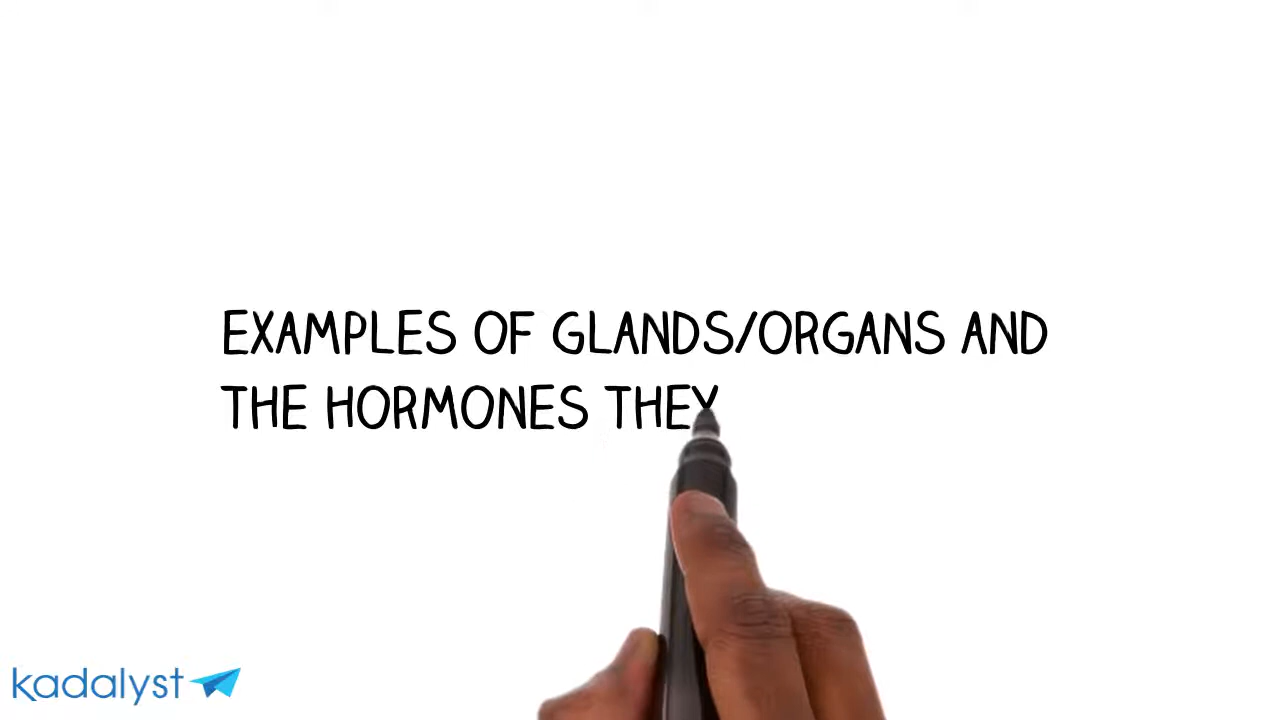 EXAMPLES OF GLANDS/ORGANS AND
THE HORMONES THEY
kadalyst